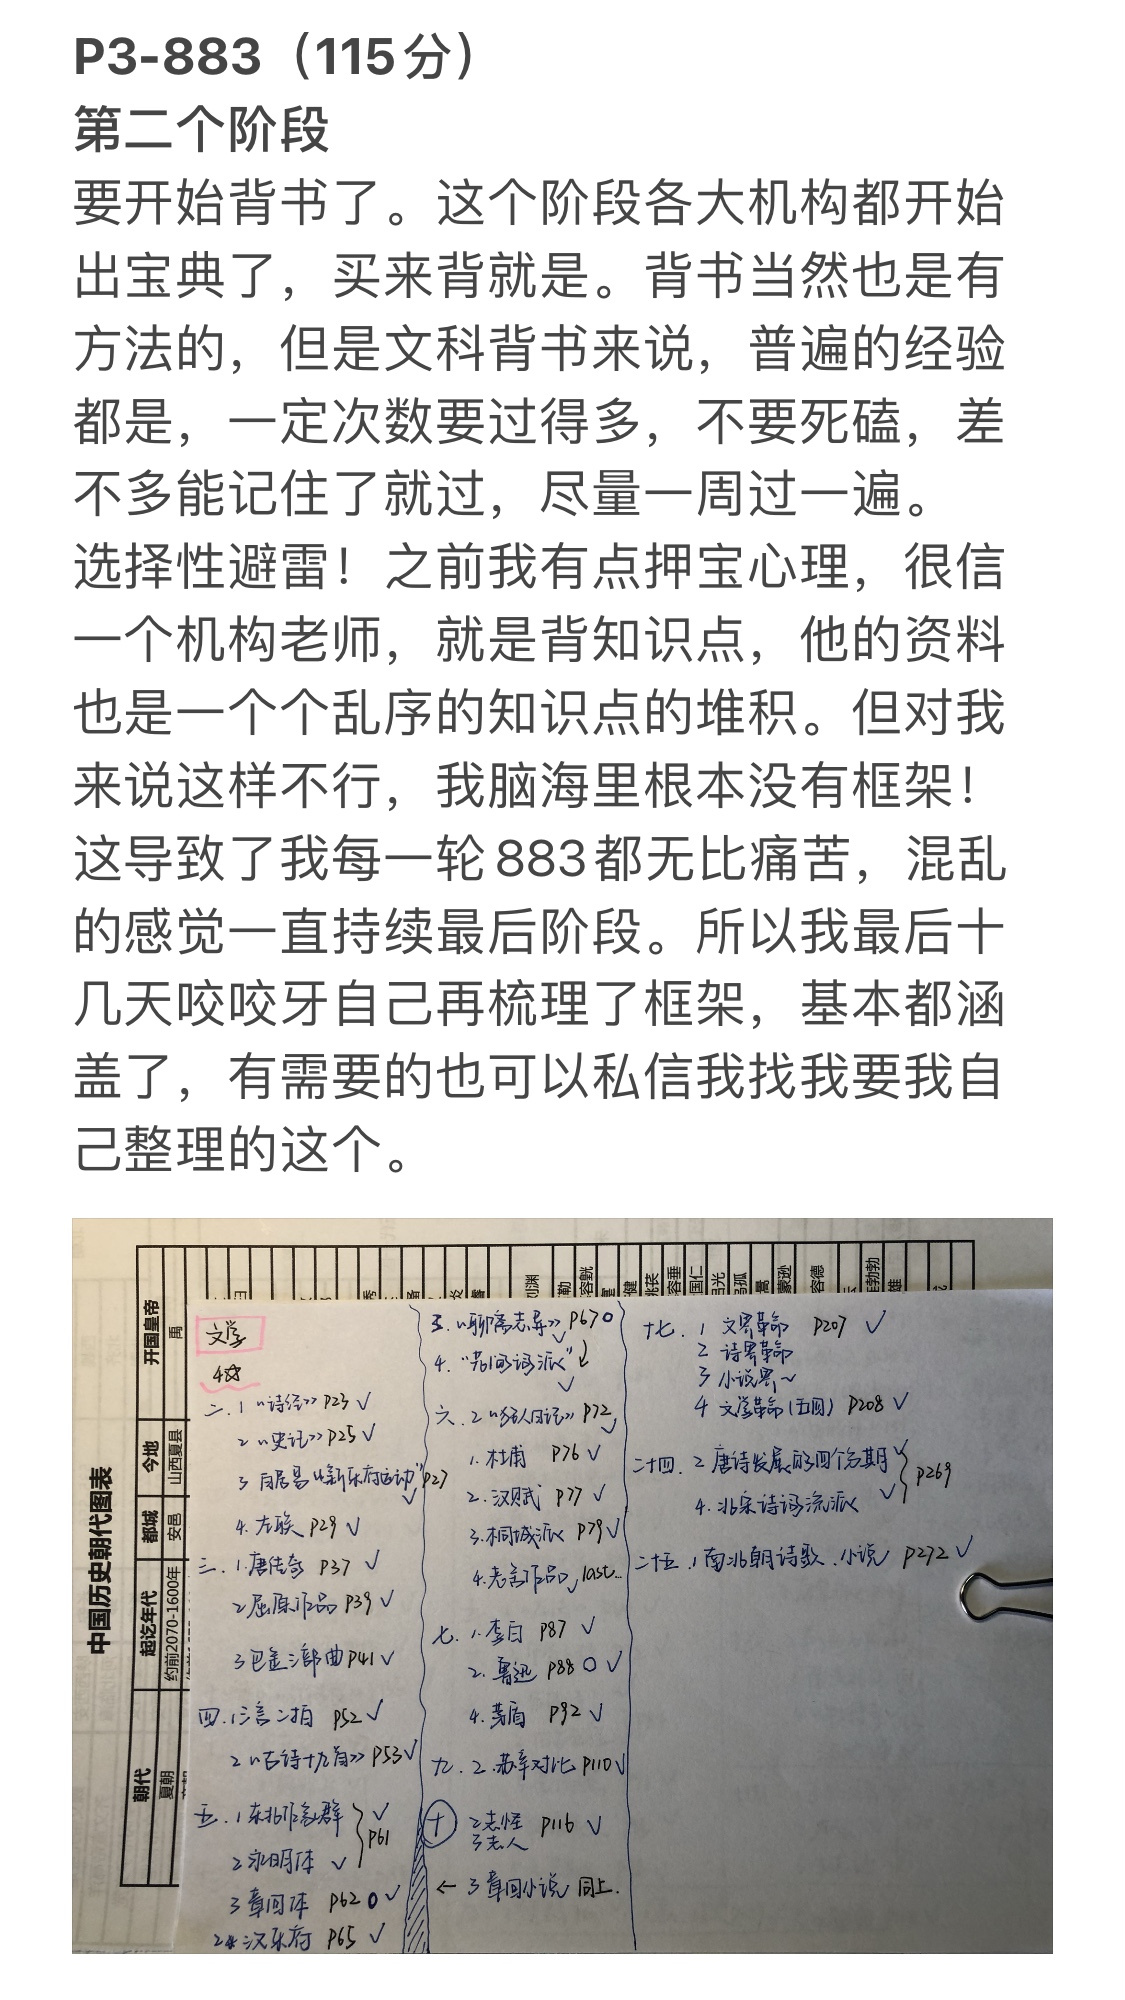 P3-883（115分）
第二个阶段
要开始背书了。这个阶段各大机构都开始
出宝典了，买来背就是。背书当然也是有
方法的，但是文科背书来说，普遍的经验
都是，一定次数要过得多，不要死磕，差
不多能记住了就过，尽量一周过一遍。
选择性避雷！之前我有点押宝心理，很信
一个机构老师，就是背知识点，他的资料
也是一个个乱序的知识点的堆积。但对我
来说这样不行，我脑海里根本没有框架！
这导致了我每一轮883都无比痛苦，混乱
的感觉一直持续最后阶段。所以我最后十
几天咬咬牙自己再梳理了框架，基本都涵
盖了，有需要的也可以私信我找我要我自
己整理的这个。
中国历史朝代图表
朝代 起讫年代 都城 今地 开国皇帝
夏朝 约前2070-1600年 安邑 山西夏县 禹
文学
二.1《诗经》P23 ✓
2《史记》P25 ✓
3 白居易"新乐府运动"P27 ✓
4.左联 P29 ✓
三.1.唐传奇 P37 ✓
2屈原作品 P39 ✓
3巴金三部曲 P41 ✓
四.1三言二拍 P52 ✓
2《古诗十九首》P53 ✓
五.1东北作家群 ✓
2永明体 ✓
P61
3章回体 P62 O ✓
汉乐府 P65 ✓
3.《聊斋志异》P67 O ✓
4."花间词派" ✓
六.2《狂人日记》P72 ✓
1.杜甫 P76 ✓
2.汉赋 P77 ✓
3.桐城派 P79 ✓
4.老舍作品 last..
七.1.李白 P87 ✓
2.鲁迅 P88 O ✓
4.茅盾 P92 ✓
九.2.苏辛对比 P110 ✓
十 2志怪
3志人
P116 ✓
← 3章回小说 同上.
十七.1 文界革命 P207 ✓
2 诗界革命
3 小说界~
4 文学革命(五四) P208 ✓
二十四.2 唐诗发展的四个分期 ✓
4.北宋诗词流派 ✓
P269
二十五.1南北朝诗歌.小说 P272 ✓